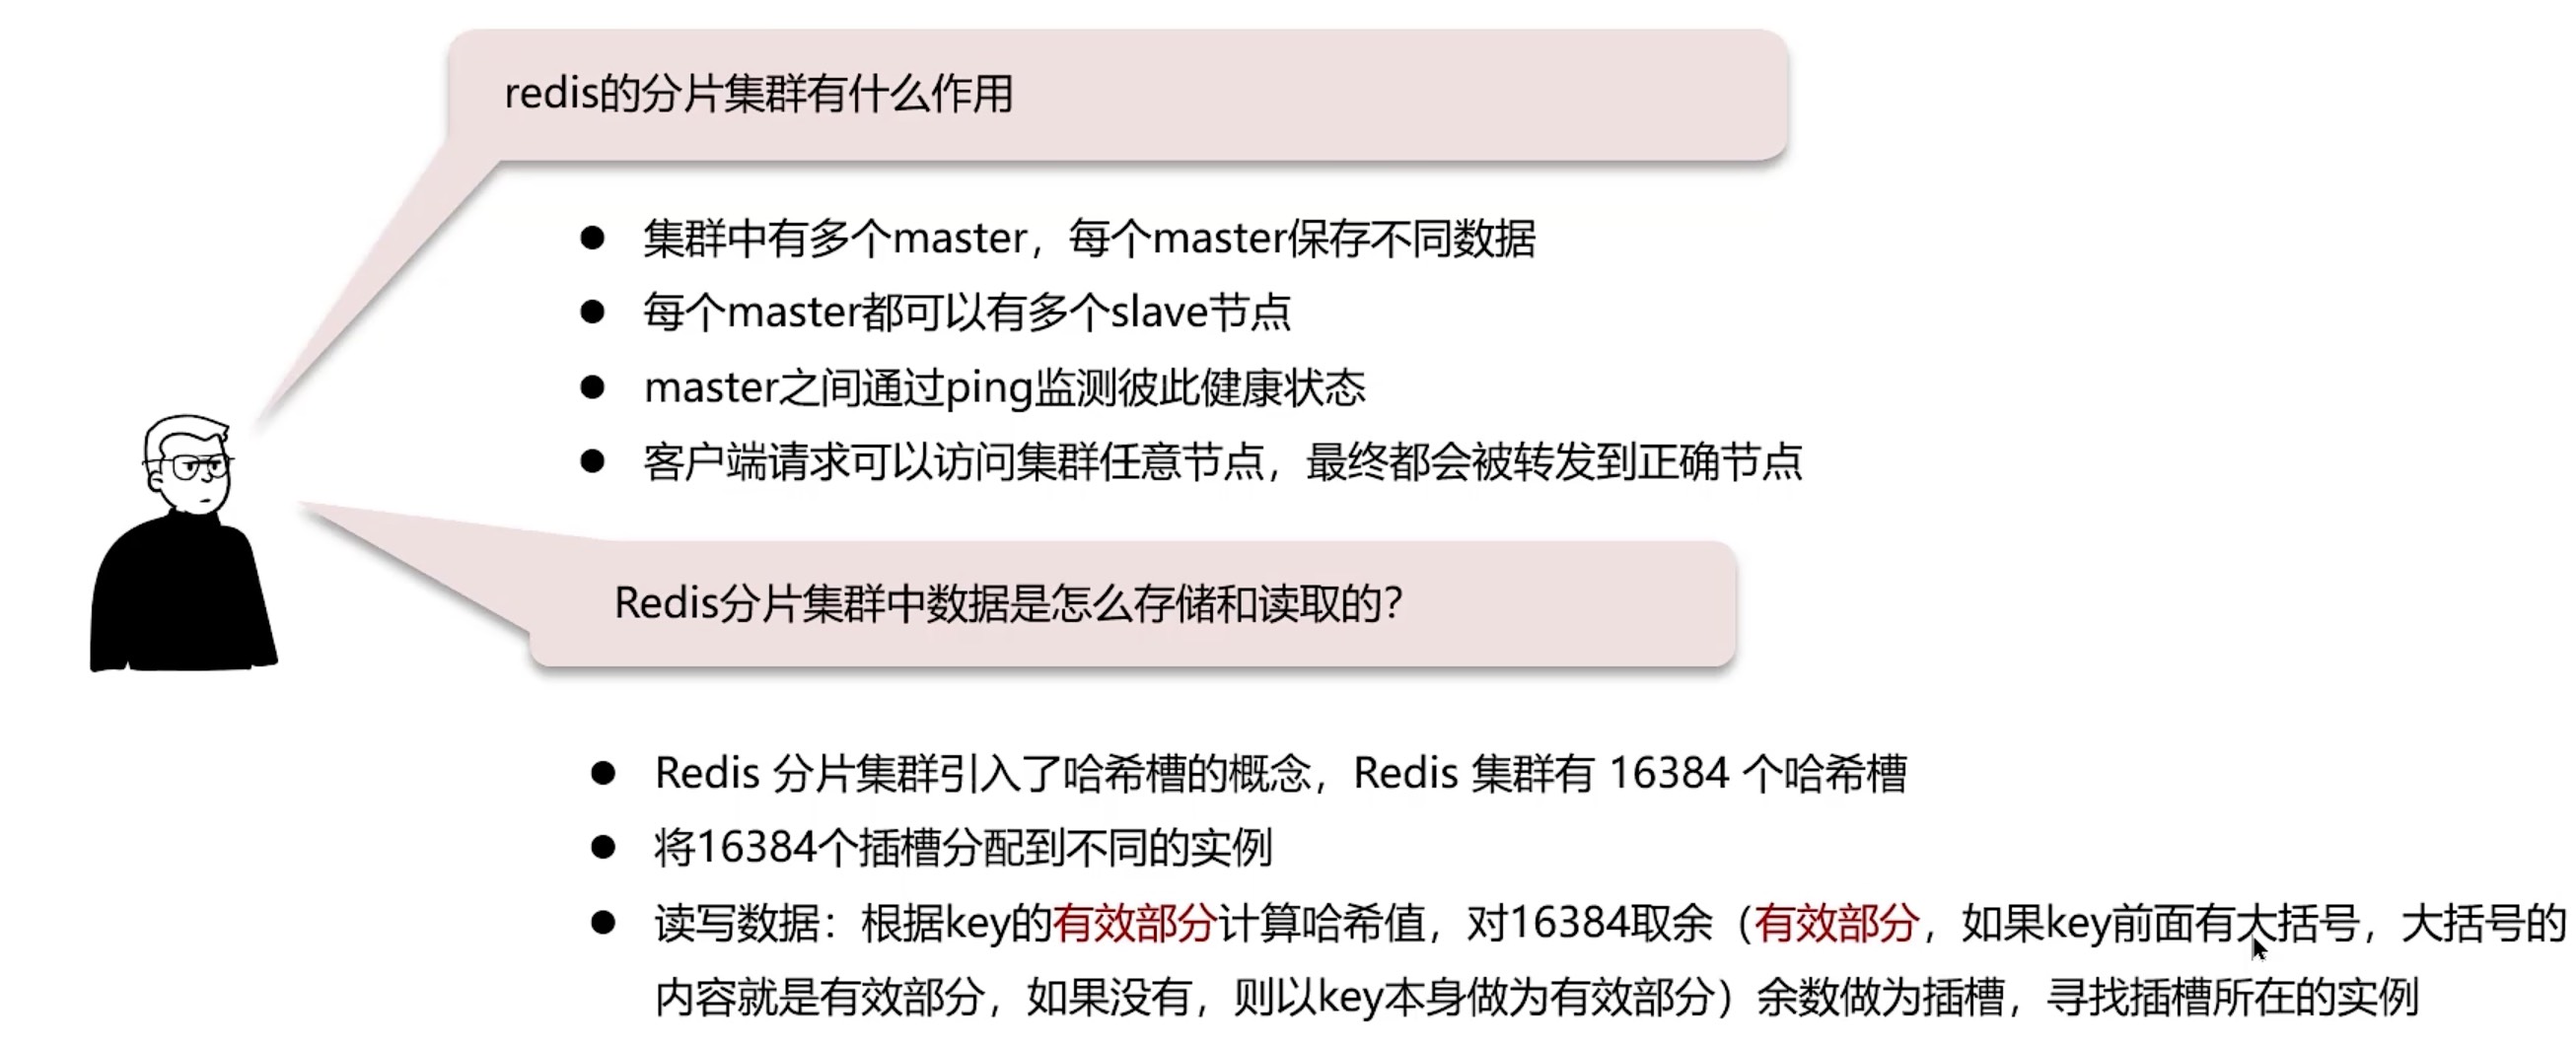 redis的分片集群有什么作用
集群中有多个master，每个master保存不同数据
每个master都可以有多个slave节点
master之间通过ping监测彼此健康状态
客户端请求可以访问集群任意节点，最终都会被转发到正确节点
Redis分片集群中数据是怎么存储和读取的？
Redis 分片集群引入了哈希槽的概念，Redis 集群有 16384 个哈希槽
将16384个插槽分配到不同的实例
读写数据：根据key的有效部分计算哈希值，对16384取余（有效部分，如果key前面有大括号，大括号的
内容就是有效部分，如果没有，则以key本身做为有效部分）余数做为插槽，寻找插槽所在的实例